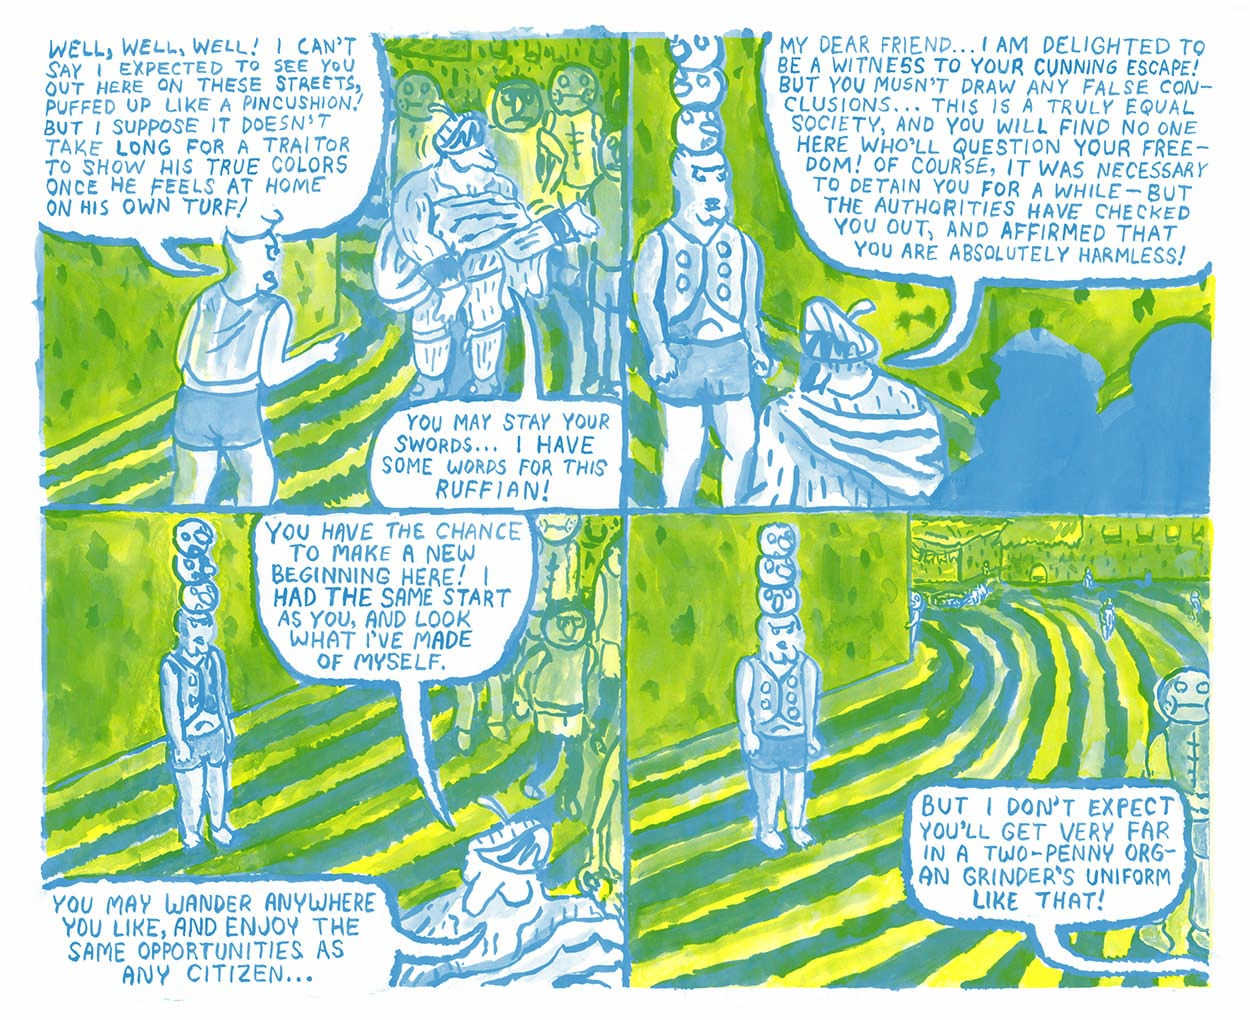 WELL, WELL, WELL! I CAN'T
SAY I EXPECTED TO SEE YOU
OUT HERE ON THESE STREETS,
PUFFED UP LIKE A PINCUSHION!
BUT I SUPPOSE IT DOESN'T
TAKE LONG FOR A TRAITOR
TO SHOW HIS TRUE COLORS
ONCE HE FEELS AT HOME
ON HIS OWN TURF!
YOU MAY STAY YOUR
SWORDS... I HAVE
SOME WORDS FOR THIS
RUFFIAN!
MY DEAR FRIEND... I AM DELIGHTED TO
BE A WITNESS TO YOUR CUNNING ESCAPE!
BUT YOU MUSN'T DRAW ANY FALSE CON-
CLUSIONS... THIS IS A TRULY EQUAL
SOCIETY, AND YOU WILL FIND NO ONE
HERE WHO'LL QUESTION YOUR FREE-
DOM! OF COURSE, IT WAS NECESSARY
TO DETAIN YOU FOR A WHILE - BUT
THE AUTHORITIES HAVE CHECKED
YOU OUT, AND AFFIRMED THAT
YOU ARE ABSOLUTELY HARMLESS!
YOU HAVE THE CHANCE
TO MAKE A NEW
BEGINNING HERE! I
HAD THE SAME START
AS YOU, AND LOOK
WHAT I'VE MADE
OF MYSELF.
YOU MAY WANDER ANYWHERE
YOU LIKE, AND ENJOY THE
SAME OPPORTUNITIES AS
ANY CITIZEN...
BUT I DON'T EXPECT
YOU'LL GET VERY FAR
IN A TWO-PENNY ORG-
AN GRINDER'S UNIFORM
LIKE THAT!